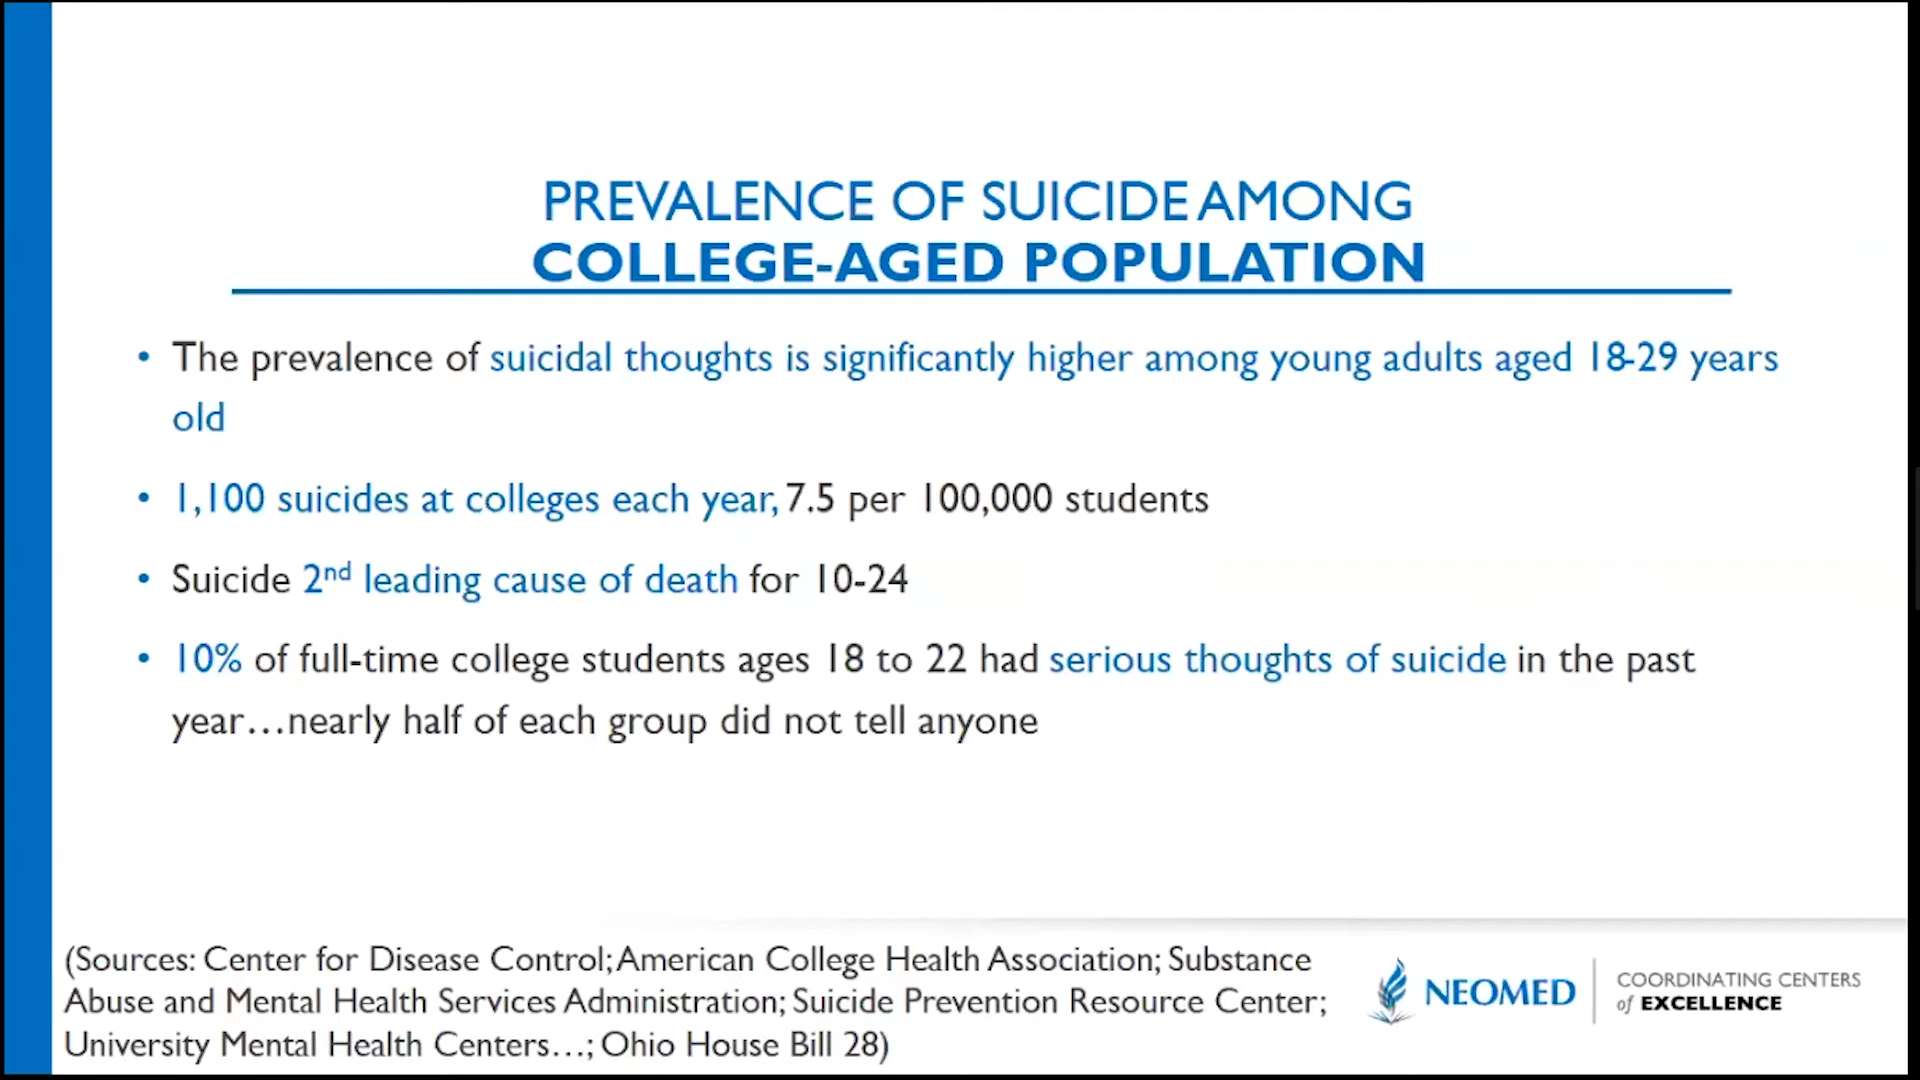 PREVALENCE OF SUICIDE AMONG
COLLEGE-AGED POPULATION
• The prevalence of suicidal thoughts is significantly higher among young adults aged 18-29 years
old
• 1,100 suicides at colleges each year, 7.5 per 100,000 students
• Suicide 2nd leading cause of death for 10-24
• 10% of full-time college students ages 18 to 22 had serious thoughts of suicide in the past
year…nearly half of each group did not tell anyone
(Sources: Center for Disease Control; American College Health Association; Substance
Abuse and Mental Health Services Administration; Suicide Prevention Resource Center;
University Mental Health Centers…; Ohio House Bill 28)
NEOMED
COORDINATING CENTERS
of EXCELLENCE